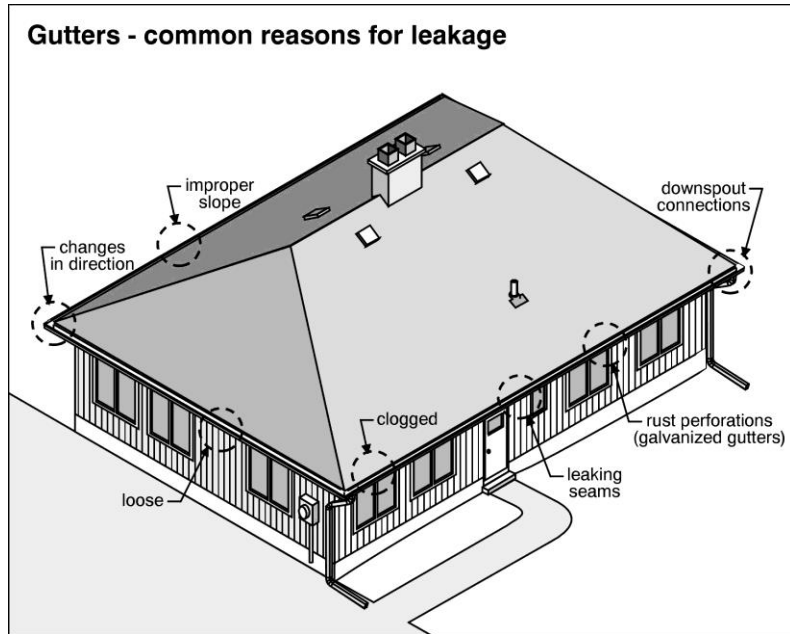 Gutters - common reasons for leakage
improper
slope
downspout
connections
changes
in direction
clogged
rust perforations
(galvanized gutters)
leaking
seams
loose